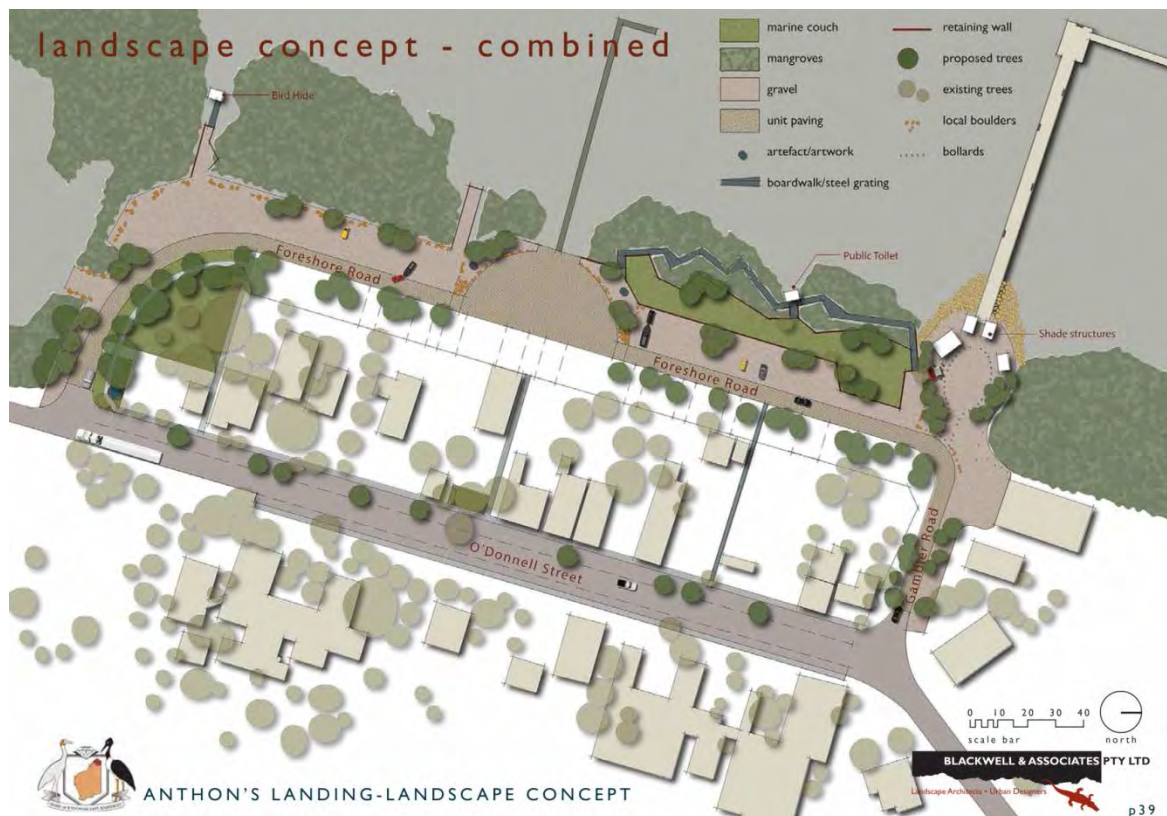 landscape concept - combined
marine couch
mangroves
gravel
unit paving
artefact/artwork
boardwalk/steel grating
retaining wall
proposed trees
existing trees
local boulders
bollards
Bird Hide
Foreshore Road
Public Toilet
Shade structures
Foreshore Road
Gambier Road
O'Donnell Street
0 10 20 30 40
scale bar
north
BLACKWELL & ASSOCIATES PTY LTD
Landscape Architects • Urban Designers
ANTHON'S LANDING-LANDSCAPE CONCEPT
p39